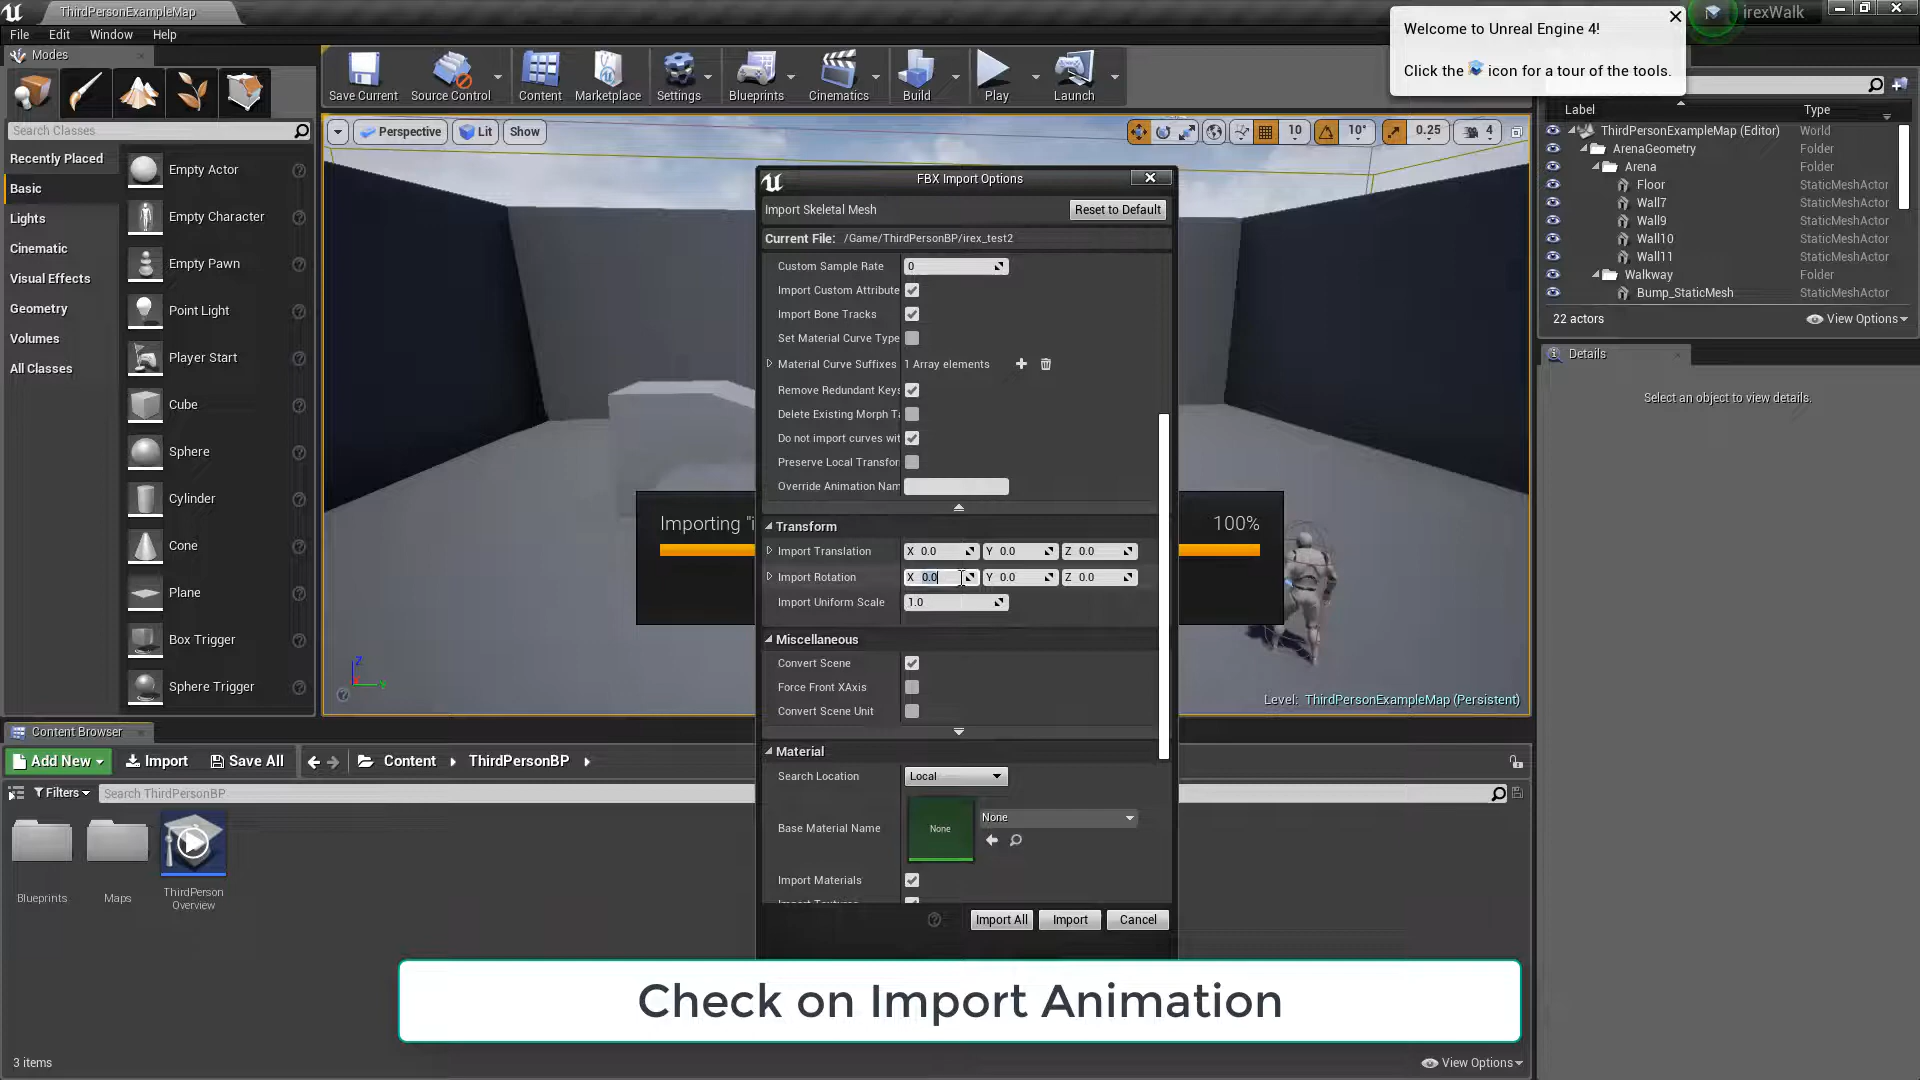 ThirdPersonExampleMap
File
Edit
Window
Help
Welcome to Unreal Engine 4!
Click the icon for a tour of the tools.
irexWalk
Modes
Save Current
Source Control
Content
Marketplace
Settings
Blueprints
Cinematics
Build
Play
Launch
Search Classes
Recently Placed
Basic
Lights
Cinematic
Visual Effects
Geometry
Volumes
All Classes
Empty Actor
Empty Character
Empty Pawn
Point Light
Player Start
Cube
Sphere
Cylinder
Cone
Plane
Box Trigger
Sphere Trigger
Perspective
Lit
Show
10
10°
0.25
4
FBX Import Options
Import Skeletal Mesh
Reset to Default
Current File: /Game/ThirdPersonBP/irex_test2
Custom Sample Rate 0
Import Custom Attribute
Import Bone Tracks
Set Material Curve Type
Material Curve Suffixes 1 Array elements
Remove Redundant Keys
Delete Existing Morph Ta
Do not import curves wit
Preserve Local Transfor
Override Animation Nam
Transform
Import Translation X 0.0 Y 0.0 Z 0.0
Import Rotation X 0.0 Y 0.0 Z 0.0
Import Uniform Scale 1.0
Miscellaneous
Convert Scene
Force Front XAxis
Convert Scene Unit
Material
Search Location Local
Base Material Name None None
Import Materials
Import Textures
Import All
Import
Cancel
Importing "i
100%
Level: ThirdPersonExampleMap (Persistent)
Label Type
ThirdPersonExampleMap (Editor) World
ArenaGeometry Folder
Arena Folder
Floor StaticMeshActor
Wall7 StaticMeshActor
Wall9 StaticMeshActor
Wall10 StaticMeshActor
Wall11 StaticMeshActor
Walkway Folder
Bump_StaticMesh StaticMeshActor
22 actors
View Options
Details
Select an object to view details.
Content Browser
Add New
Import
Save All
Content
ThirdPersonBP
Filters
Search ThirdPersonBP
Blueprints
Maps
ThirdPerson
Overview
Check on Import Animation
3 items
View Options